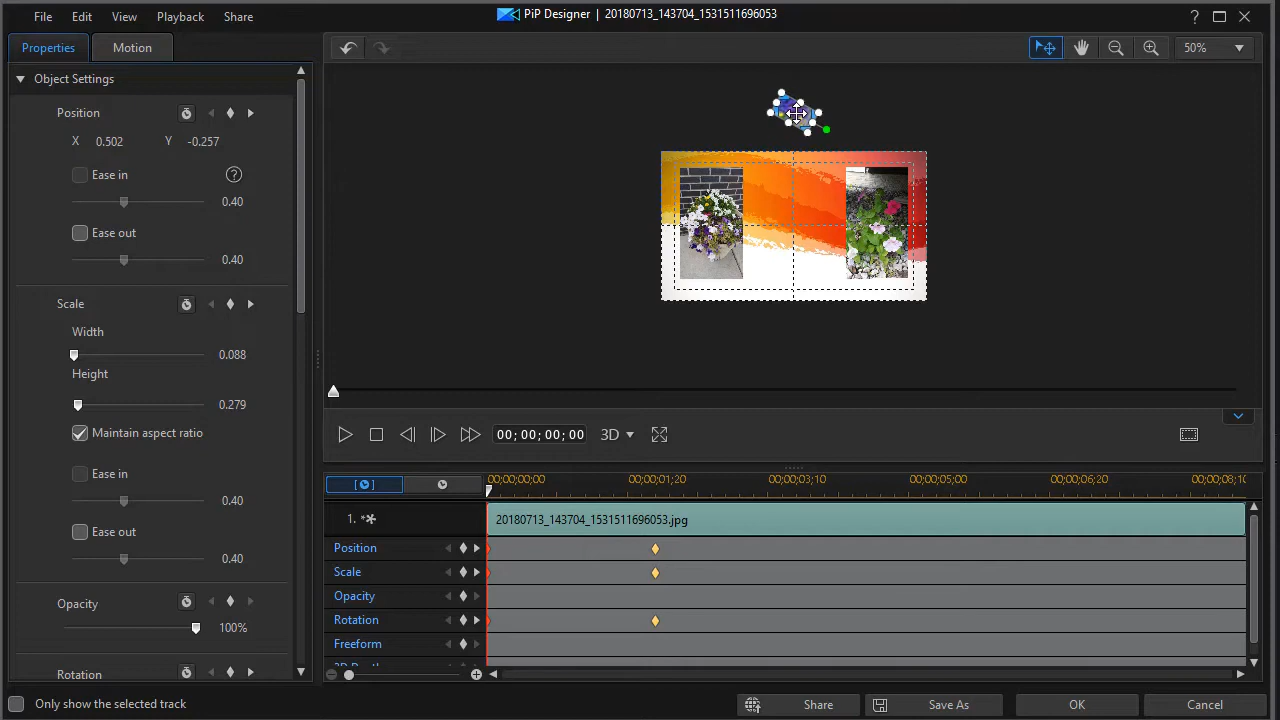 File Edit View Playback Share
PiP Designer | 20180713_143704_1531511696053
?
Properties Motion
50%
Object Settings
Position
X 0.502 Y -0.257
Ease in ?
0.40
Ease out
0.40
Scale
Width
0.088
Height
0.279
Maintain aspect ratio
Ease in
0.40
Ease out
0.40
Opacity
100%
Rotation
Only show the selected track
00; 00; 00; 00 3D
00;00;00;00 00;00;01;20 00;00;03;10 00;00;05;00 00;00;06;20
1. 20180713_143704_1531511696053.jpg
Position
Scale
Opacity
Rotation
Freeform
Share Save As OK Cancel